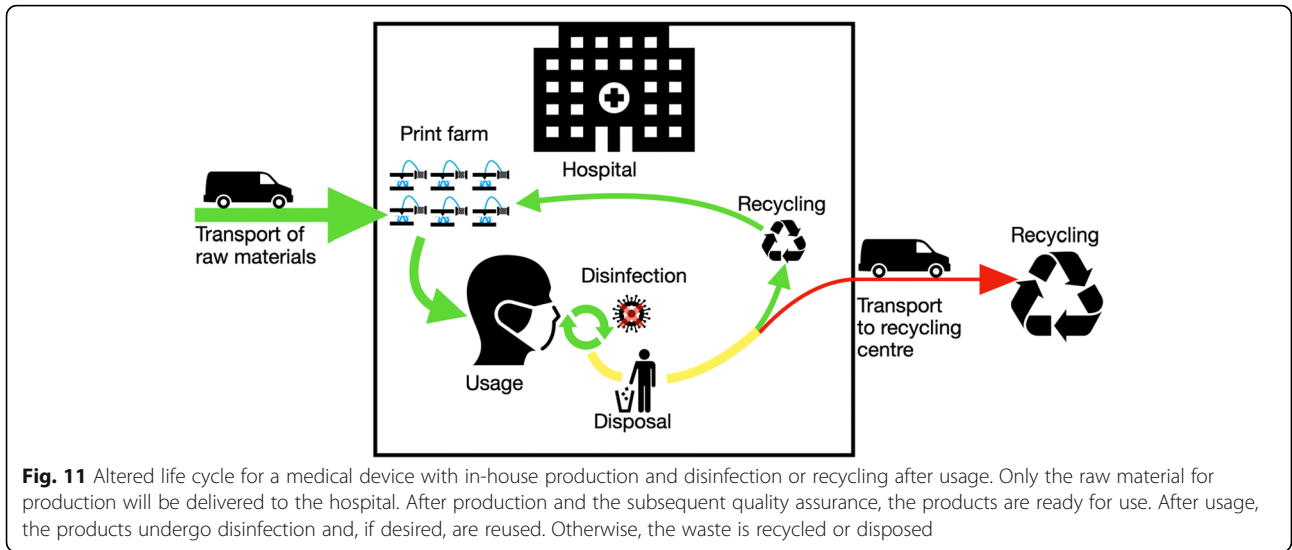 Print farm
Hospital
Transport of
raw materials
Recycling
Recycling
Disinfection
Transport
to recycling
centre
Usage
Disposal
Fig. 11 Altered life cycle for a medical device with in-house production and disinfection or recycling after usage. Only the raw material for
production will be delivered to the hospital. After production and the subsequent quality assurance, the products are ready for use. After usage,
the products undergo disinfection and, if desired, are reused. Otherwise, the waste is recycled or disposed